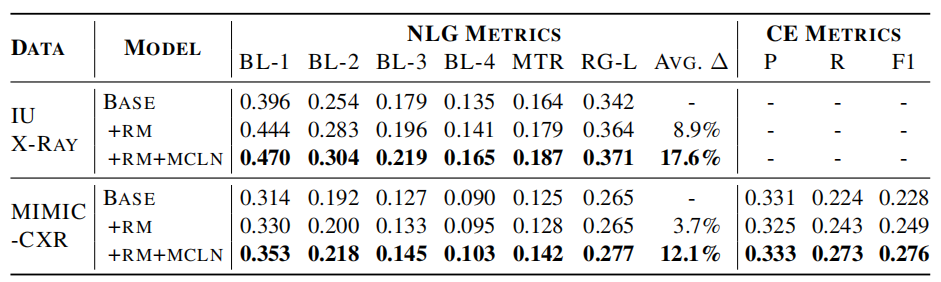 DATA MODEL NLG METRICS CE METRICS
BL-1 BL-2 BL-3 BL-4 MTR RG-L AVG. Δ P R F1
IU X-RAY
BASE 0.396 0.254 0.179 0.135 0.164 0.342 - - - -
+RM 0.444 0.283 0.196 0.141 0.179 0.364 8.9% - - -
+RM+MCLN 0.470 0.304 0.219 0.165 0.187 0.371 17.6% - - -
MIMIC -CXR
BASE 0.314 0.192 0.127 0.090 0.125 0.265 - 0.331 0.224 0.228
+RM 0.330 0.200 0.133 0.095 0.128 0.265 3.7% 0.325 0.243 0.249
+RM+MCLN 0.353 0.218 0.145 0.103 0.142 0.277 12.1% 0.333 0.273 0.276